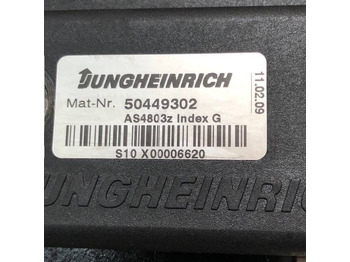 JUNGHEINRICH
Mat-Nr. 50449302
AS4803z Index G
S10 X00006620
11.02.09
JUNGHEINRICH